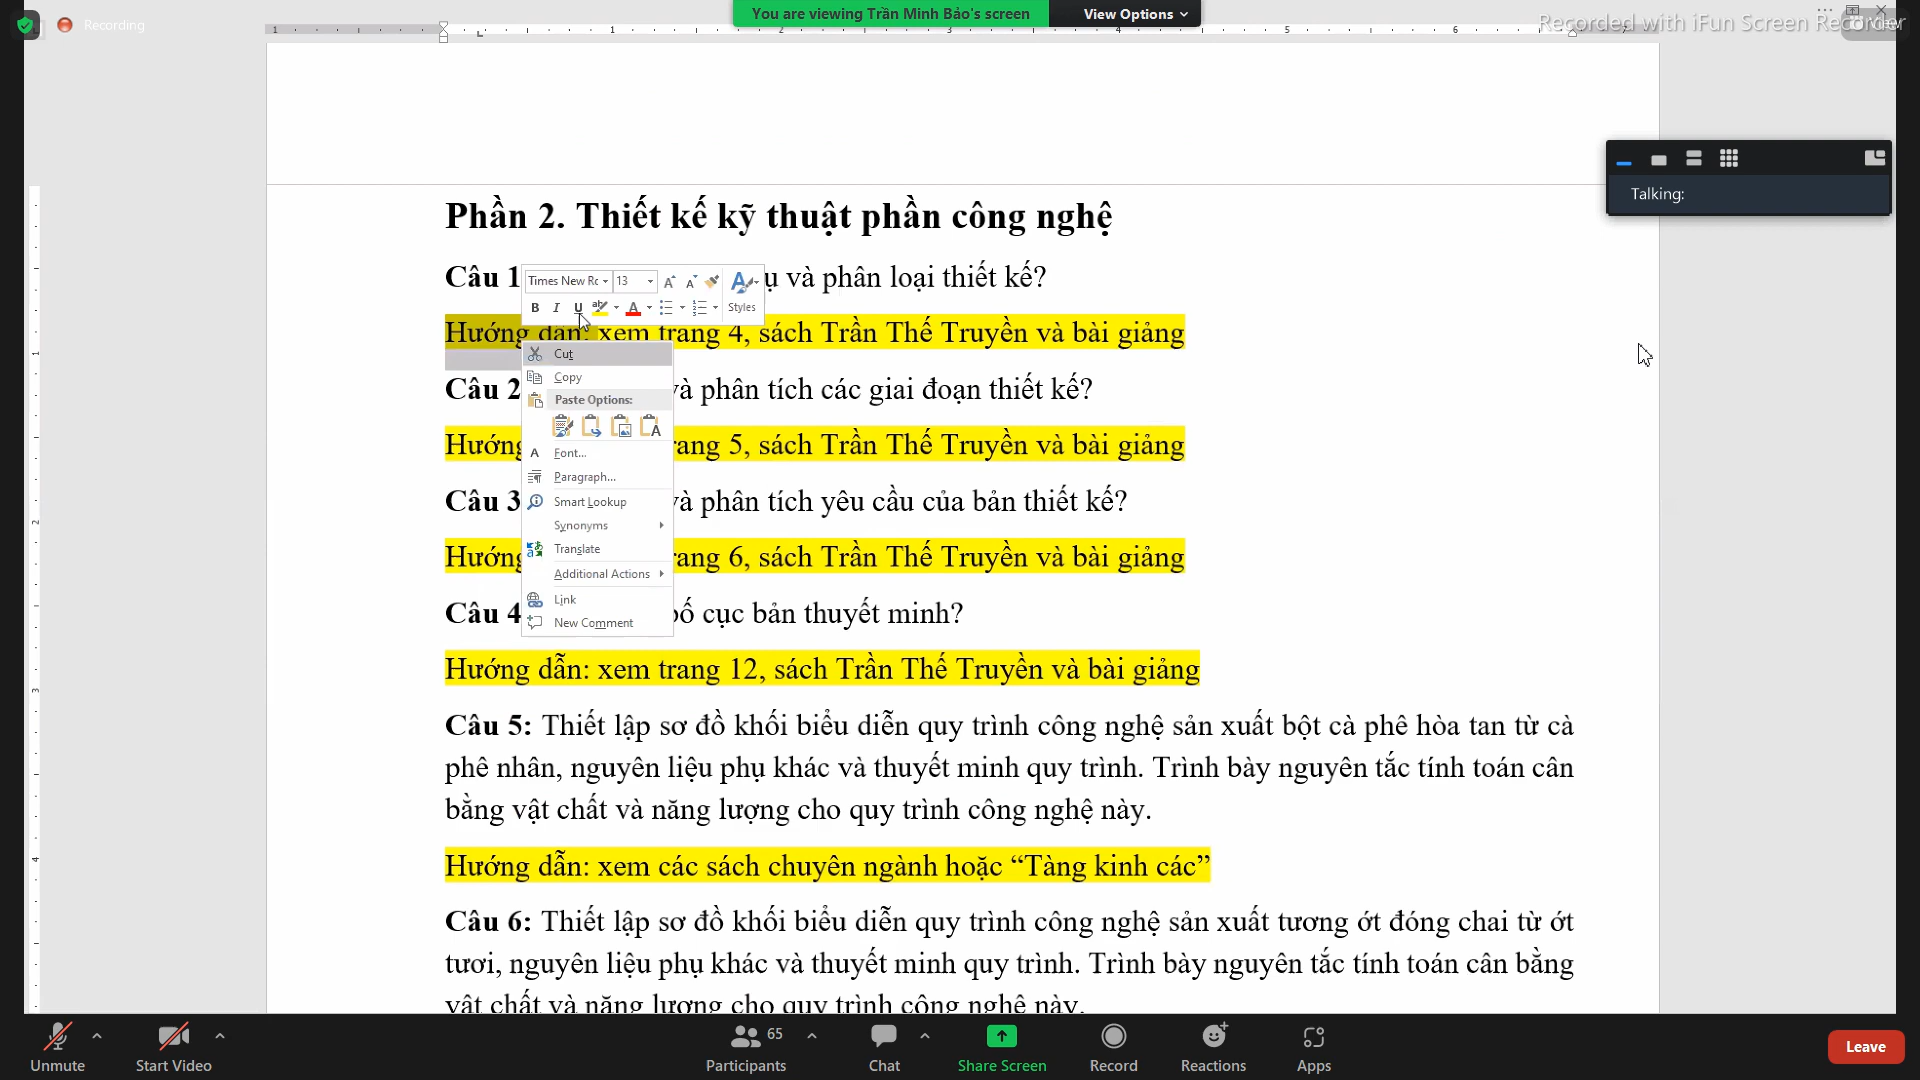 Recording
You are viewing Trần Minh Bảo's screen
View Options
Recorded with iFun Screen Recorder
1 1 2 3 4 5 6
Talking:
Phần 2. Thiết kế kỹ thuật phần công nghệ
Câu 1
ụ và phân loại thiết kế?
Times New Ro
13
B I U
Styles
Hướng dẫn: xem trang 4, sách Trần Thế Truyền và bài giảng
Cut
Copy
Paste Options:
Font...
Paragraph...
Smart Lookup
Synonyms
Translate
Additional Actions
Link
New Comment
Câu 2
và phân tích các giai đoạn thiết kế?
Hướng
rang 5, sách Trần Thế Truyền và bài giảng
Câu 3
và phân tích yêu cầu của bản thiết kế?
Hướng
rang 6, sách Trần Thế Truyền và bài giảng
Câu 4
bố cục bản thuyết minh?
Hướng dẫn: xem trang 12, sách Trần Thế Truyền và bài giảng
Câu 5: Thiết lập sơ đồ khối biểu diễn quy trình công nghệ sản xuất bột cà phê hòa tan từ cà
phê nhân, nguyên liệu phụ khác và thuyết minh quy trình. Trình bày nguyên tắc tính toán cân
bằng vật chất và năng lượng cho quy trình công nghệ này.
Hướng dẫn: xem các sách chuyên ngành hoặc “Tàng kinh các”
Câu 6: Thiết lập sơ đồ khối biểu diễn quy trình công nghệ sản xuất tương ớt đóng chai từ ớt
tươi, nguyên liệu phụ khác và thuyết minh quy trình. Trình bày nguyên tắc tính toán cân bằng
vật chất và năng lượng cho quy trình công nghệ này.
1
2
3
4
Unmute
Start Video
Participants
65
Chat
Share Screen
Record
Reactions
Apps
Leave